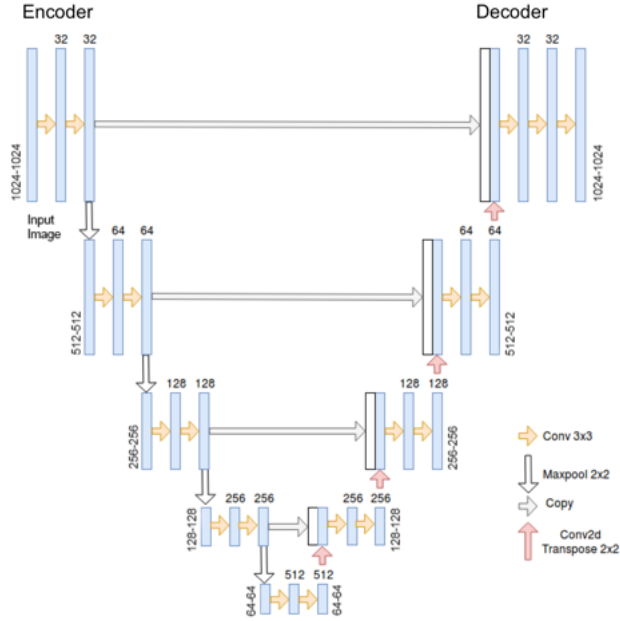 Encoder
Decoder
32 32
32 32
1024-1024
1024-1024
Input
Image
64 64
64 64
512-512
512-512
128 128
128 128
256-256
256-256
Conv 3x3
Maxpool 2x2
Copy
Conv2d
Transpose 2x2
256 256
256 256
128-128
128-128
512 512
64-64
64-64